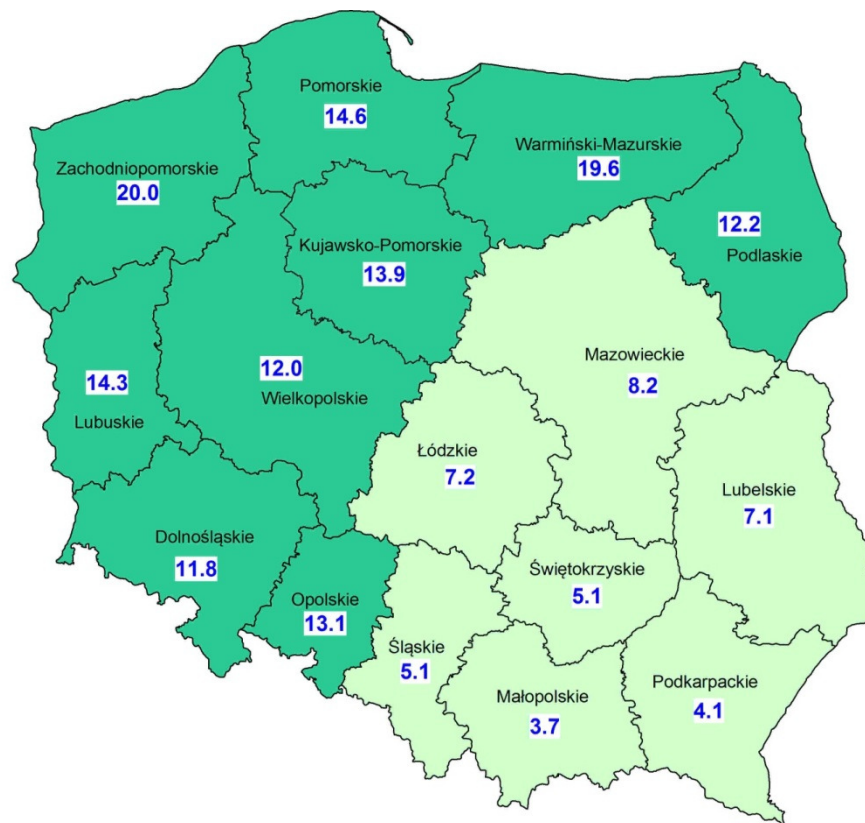 Pomorskie
14.6
Warmiński-Mazurskie
19.6
Zachodniopomorskie
20.0
12.2
Podlaskie
Kujawsko-Pomorskie
13.9
Mazowieckie
8.2
14.3
Lubuskie
12.0
Wielkopolskie
Łódzkie
7.2
Lubelskie
7.1
Dolnośląskie
11.8
Świętokrzyskie
5.1
Opolskie
13.1
Śląskie
5.1
Małopolskie
3.7
Podkarpackie
4.1